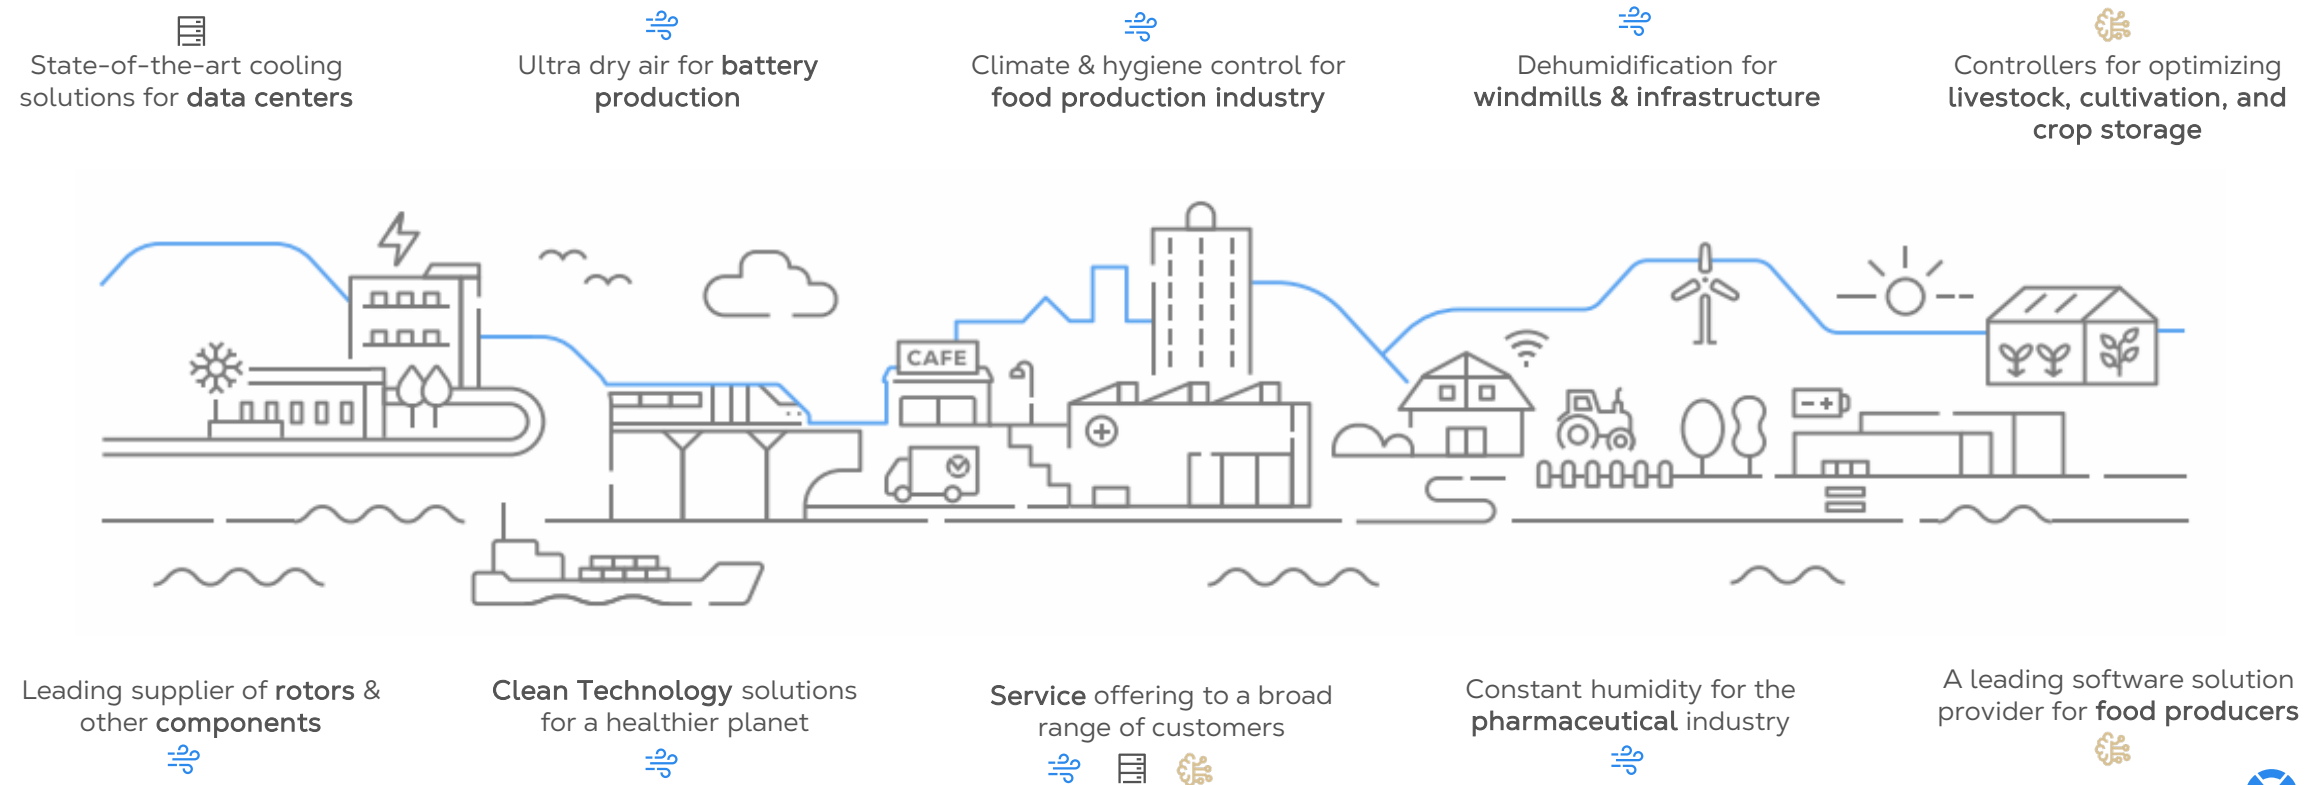 State-of-the-art cooling
solutions for data centers
Ultra dry air for battery
production
Climate & hygiene control for
food production industry
Dehumidification for
windmills & infrastructure
Controllers for optimizing
livestock, cultivation, and
crop storage
CAFE
Leading supplier of rotors &
other components
Clean Technology solutions
for a healthier planet
Service offering to a broad
range of customers
Constant humidity for the
pharmaceutical industry
A leading software solution
provider for food producers